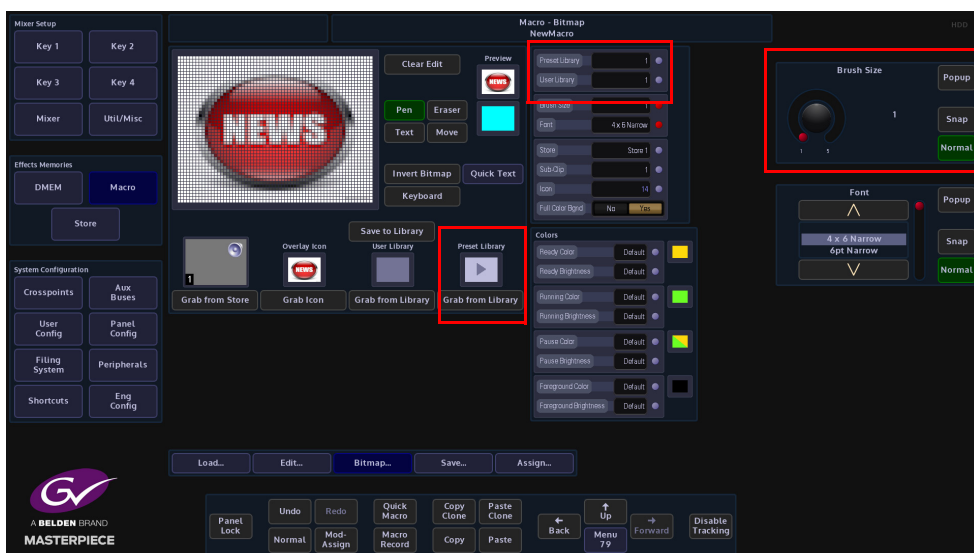 Mixer Setup
Key 1
Key 2
Key 3
Key 4
Mixer
Util/Misc
Effects Memories
DMEM
Macro
Store
System Configuration
Crosspoints
Aux
Buses
User
Config
Panel
Config
Filing
System
Peripherals
Shortcuts
Eng
Config
GV
A BELDEN BRAND
MASTERPIECE
Macro - Bitmap
NewMacro
HDD
NEWS
Clear Edit
Preview
NEWS
Pen
Eraser
Text
Move
Invert Bitmap
Quick Text
Keyboard
Save to Library
1
Grab from Store
Overlay Icon
NEWS
Grab Icon
User Library
Grab from Library
Preset Library
Grab from Library
Preset Library 1
User Library 1
Brush Size 1
Font 4 x 6 Narrow
Store Store 1
Sub-Clip 1
Icon 14
Full Color Bgnd No Yes
Colors
Ready Color Default
Ready Brightness Default
Running Color Default
Running Brightness Default
Pause Color Default
Pause Brightness Default
Foreground Color Default
Foreground Brightness Default
Brush Size
1
1 5
Popup
Snap
Normal
Font
4 x 6 Narrow
6pt Narrow
Popup
Snap
Normal
Load...
Edit...
Bitmap...
Save...
Assign...
Panel
Lock
Undo
Redo
Normal
Mod-
Assign
Quick
Macro
Macro
Record
Copy
Clone
Paste
Clone
Copy
Paste
Back
Up
Menu
79
Forward
Disable
Tracking